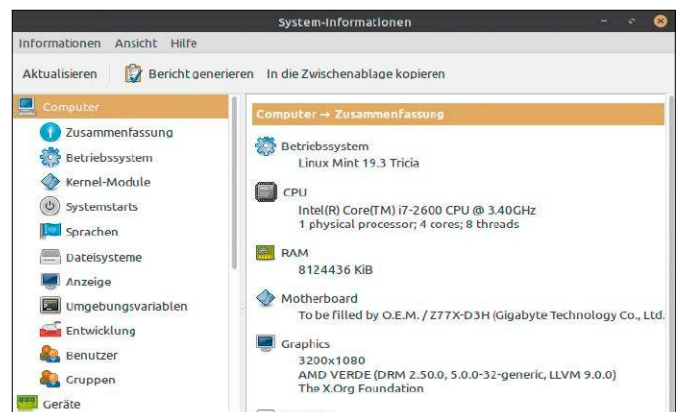 System-Informationen
Informationen Ansicht Hilfe
Aktualisieren Bericht generieren In die Zwischenablage kopieren
Computer
Zusammenfassung
Betriebssystem
Kernel-Module
Systemstarts
Sprachen
Dateisysteme
Anzeige
Umgebungsvariablen
Entwicklung
Benutzer
Gruppen
Geräte
Computer → Zusammenfassung
Betriebssystem
Linux Mint 19.3 Tricia
CPU
Intel(R) Core(TM) i7-2600 CPU @ 3.40GHz
1 physical processor; 4 cores; 8 threads
RAM
8124436 KiB
Motherboard
To be filled by O.E.M. / Z77X-D3H (Gigabyte Technology Co., Ltd.
Graphics
3200x1080
AMD VERDE (DRM 2.50.0, 5.0.0-32-generic, LLVM 9.0.0)
The X.Org Foundation